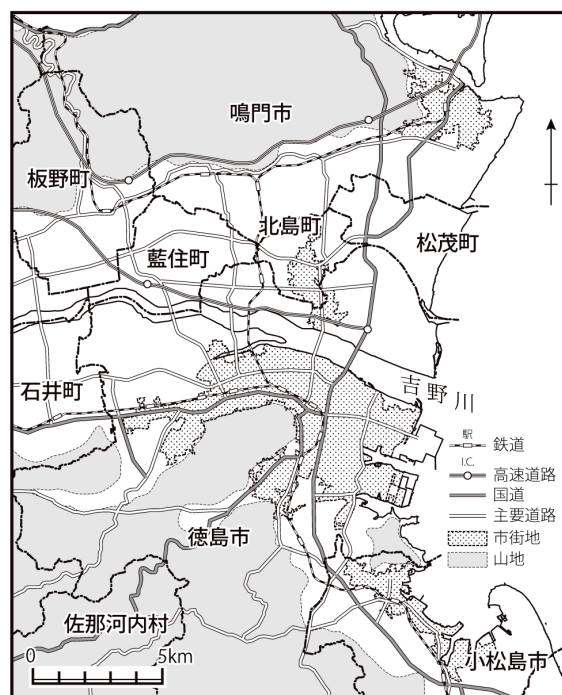 鳴門市
板野町
北島町
松茂町
藍住町
石井町
吉野川
徳島市
佐那河内村
小松島市
駅
鉄道
I.C.
高速道路
国道
主要道路
市街地
山地
0 5km